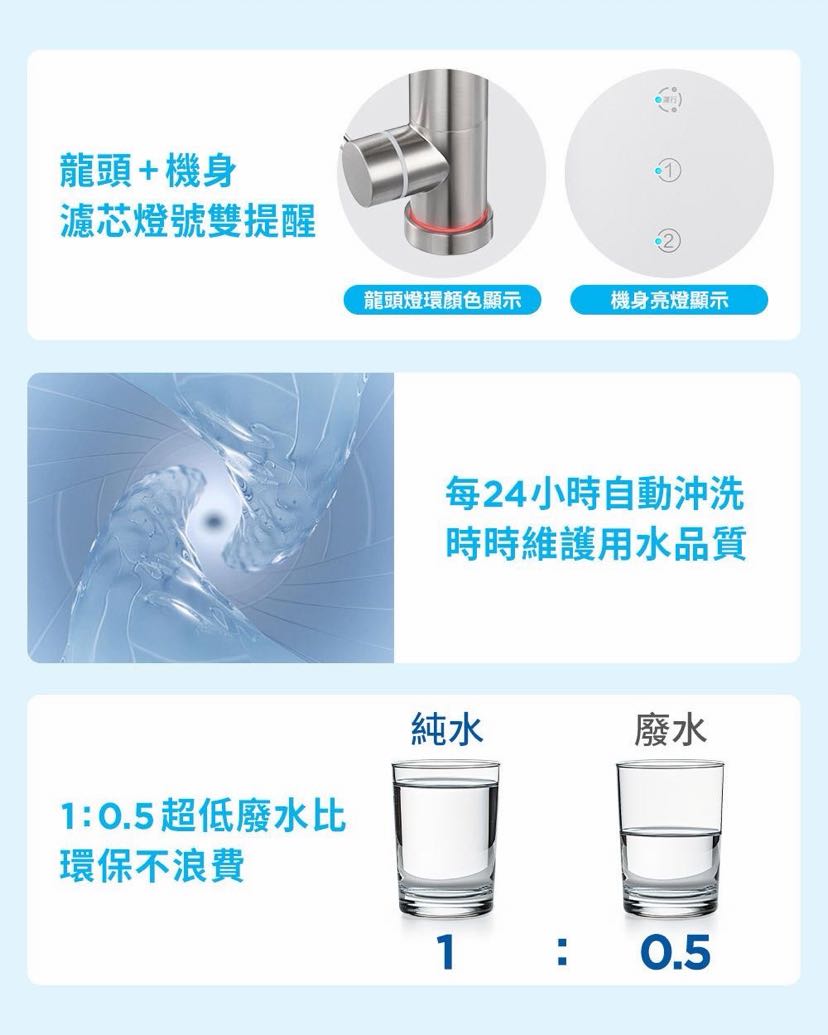 龍頭+機身
濾芯燈號雙提醒
運行
1
2
龍頭燈環顏色顯示
機身亮燈顯示
每24小時自動沖洗
時時維護用水品質
純水
廢水
1:0.5超低廢水比
環保不浪費
1 : 0.5